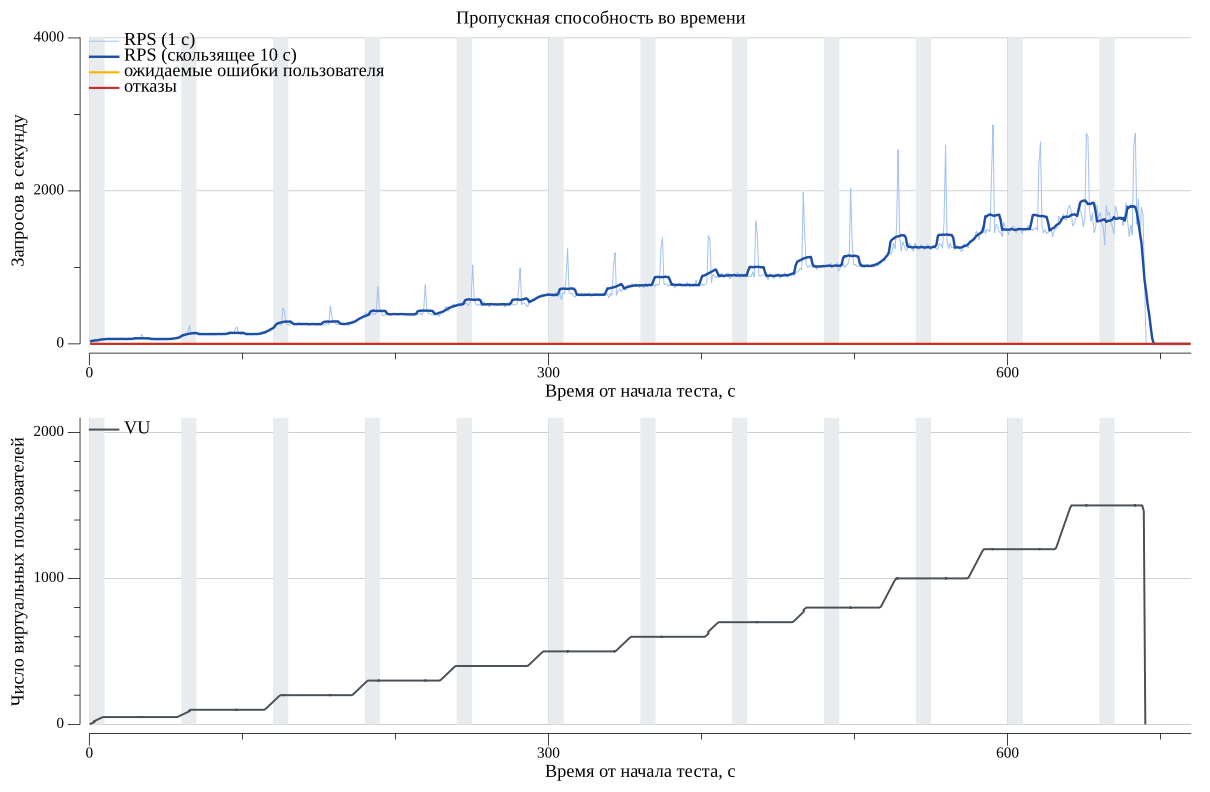 Пропускная способность во времени
RPS (1 с)
RPS (скользящее 10 с)
ожидаемые ошибки пользователя
отказы
Запросов в секунду
4000
2000
0
0
300
600
Время от начала теста, с
VU
Число виртуальных пользователей
2000
1000
0
0
300
600
Время от начала теста, с